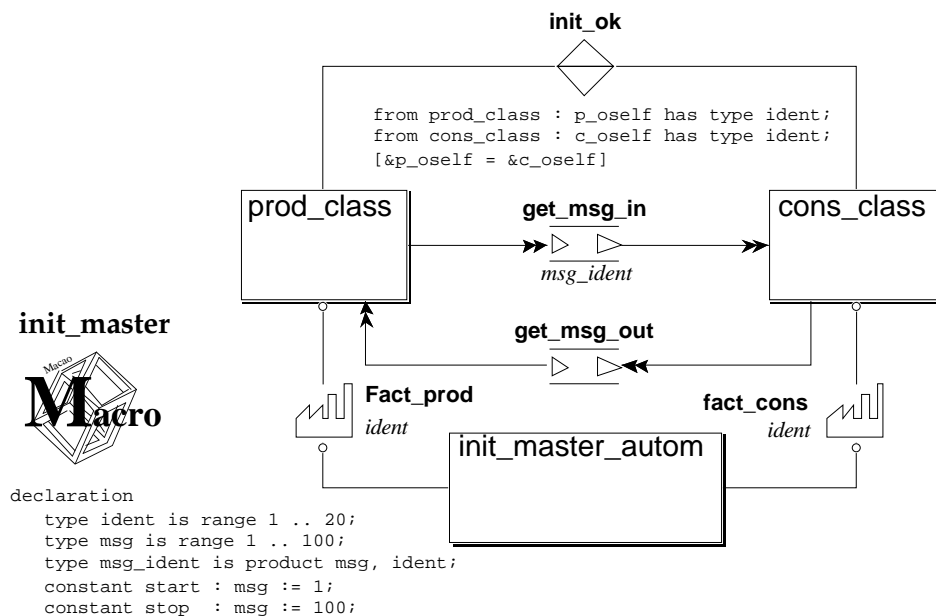 init_ok
from prod_class : p_oself has type ident;
from cons_class : c_oself has type ident;
[&p_oself = &c_oself]
prod_class
get_msg_in
cons_class
msg_ident
init_master
get_msg_out
Macao
Macro
Fact_prod
ident
fact_cons
ident
init_master_autom
declaration
type ident is range 1 .. 20;
type msg is range 1 .. 100;
type msg_ident is product msg, ident;
constant start : msg := 1;
constant stop  : msg := 100;